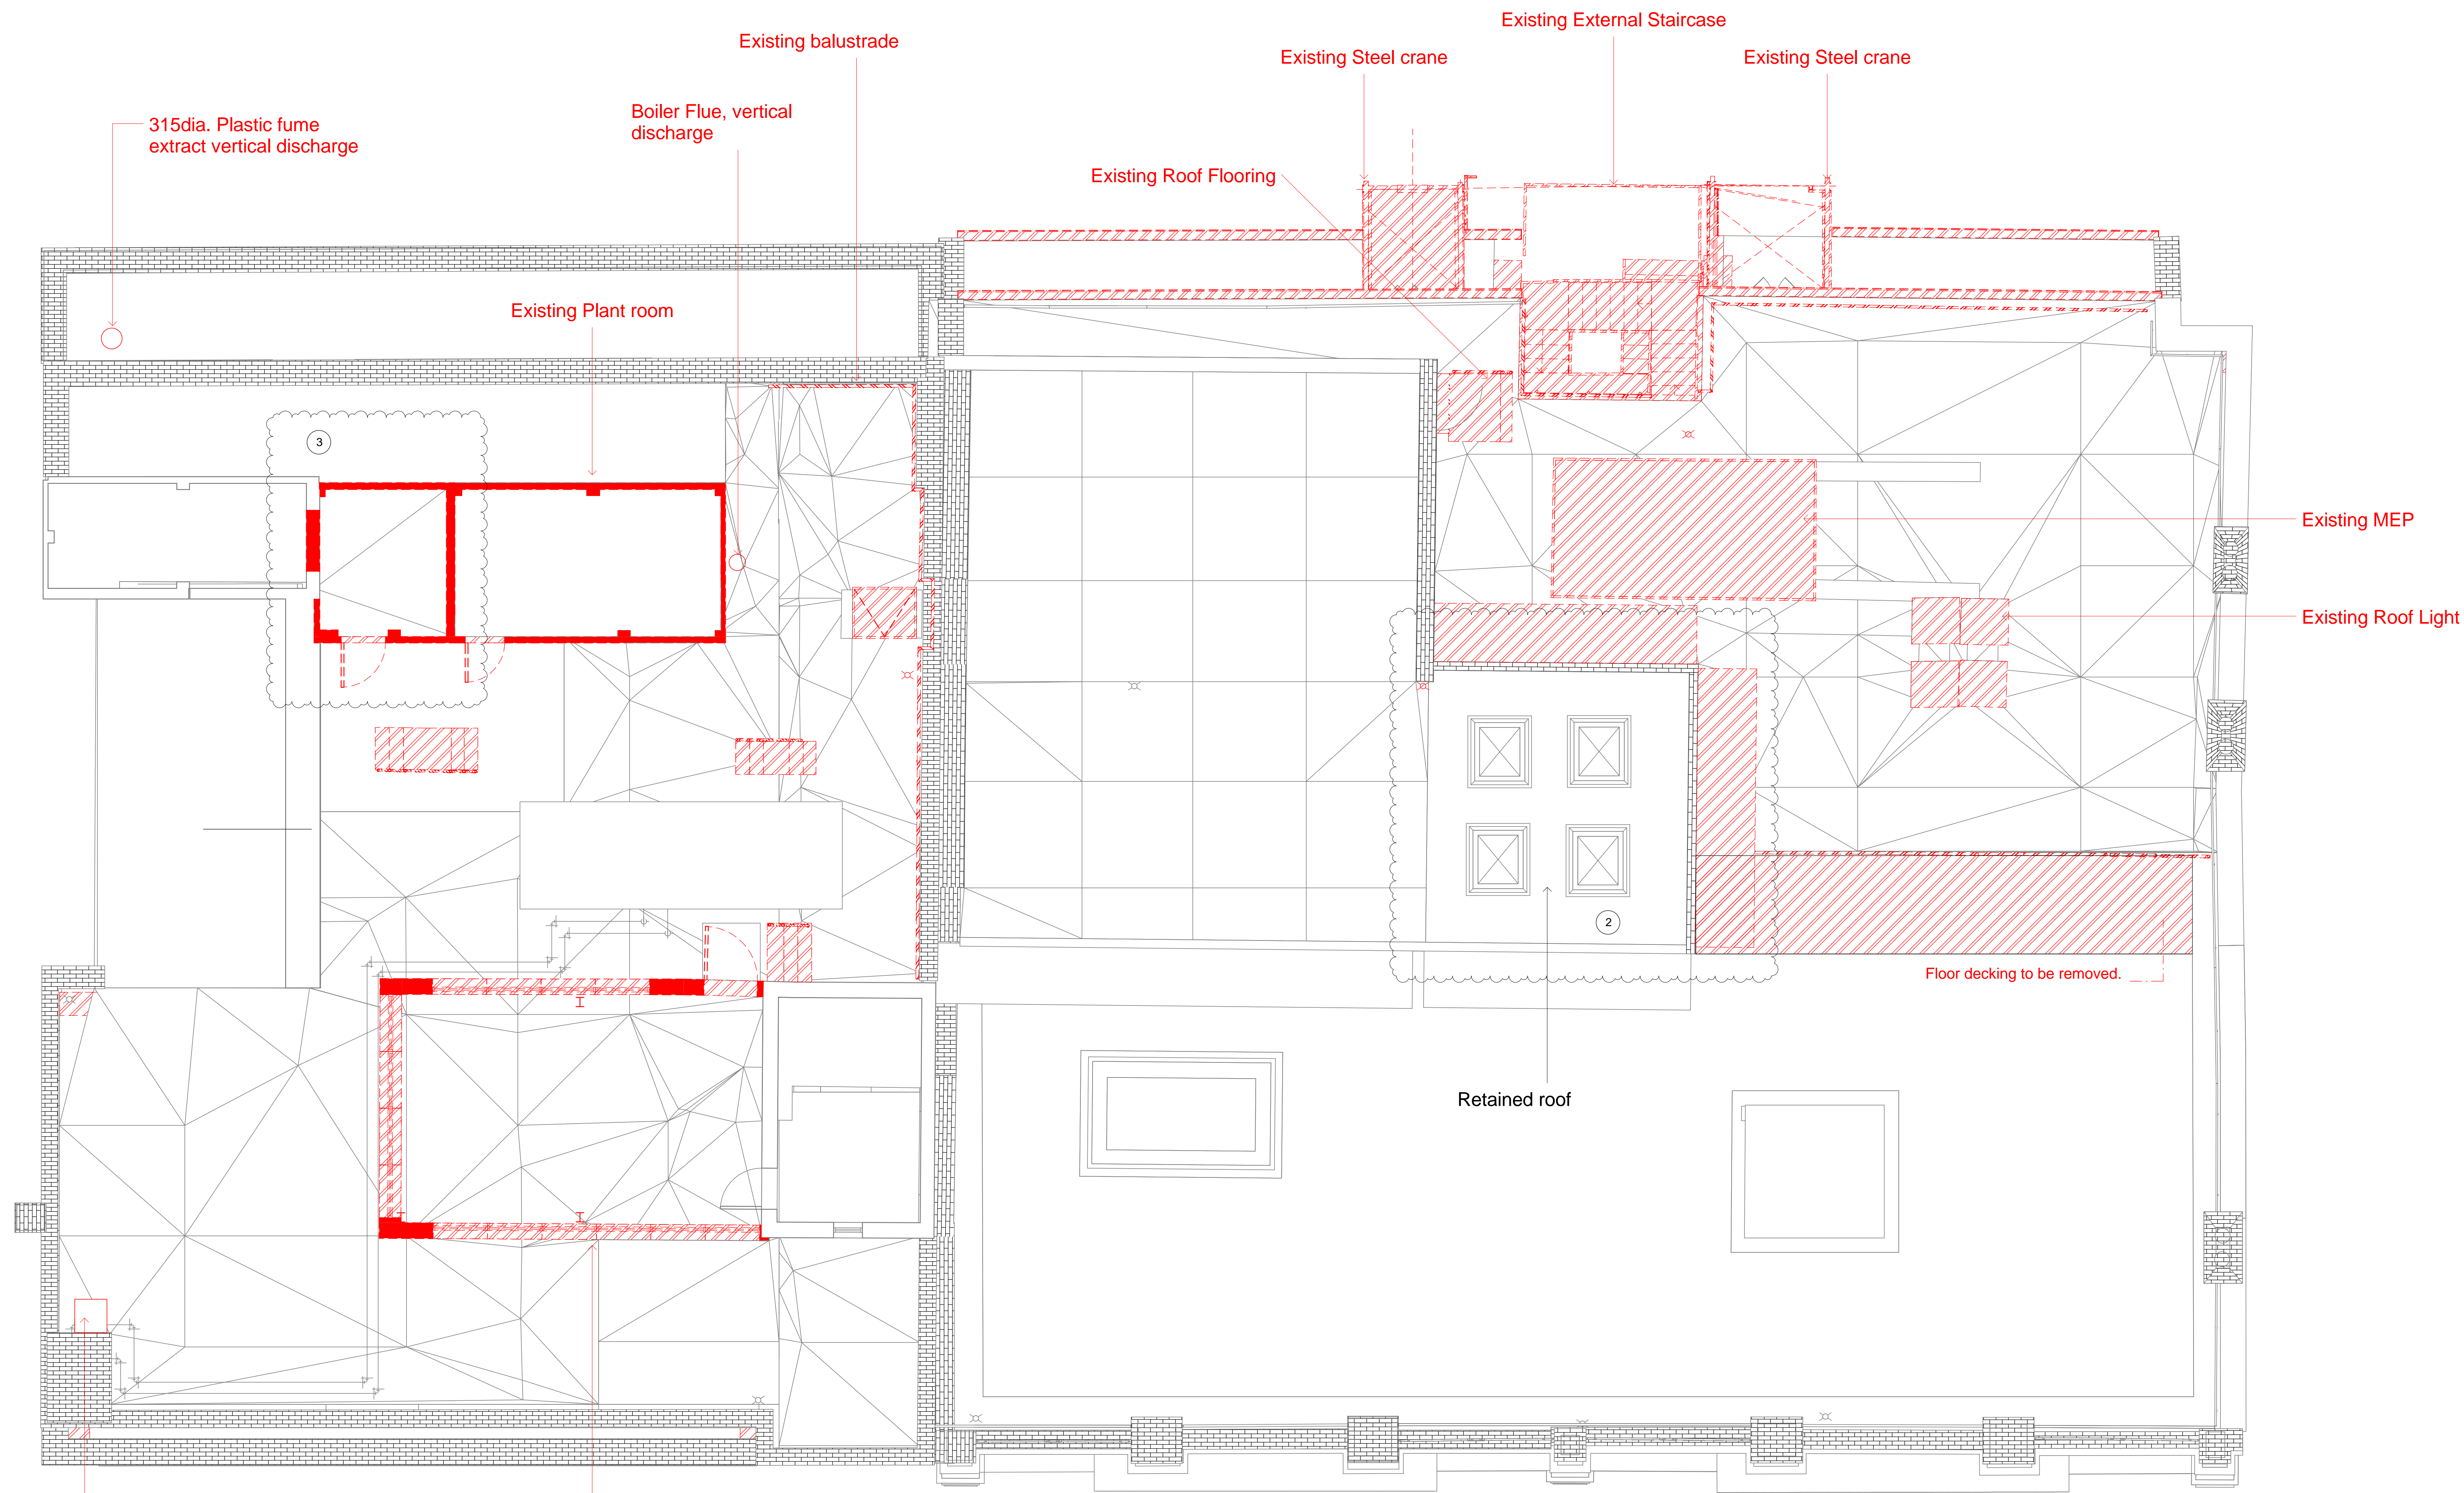 Existing External Staircase
Existing balustrade
Existing Steel crane
Existing Steel crane
Boiler Flue, vertical
discharge
315dia. Plastic fume
extract vertical discharge
Existing Roof Flooring
Existing Plant room
3
Existing MEP
Existing Roof Light
2
Floor decking to be removed.
Retained roof